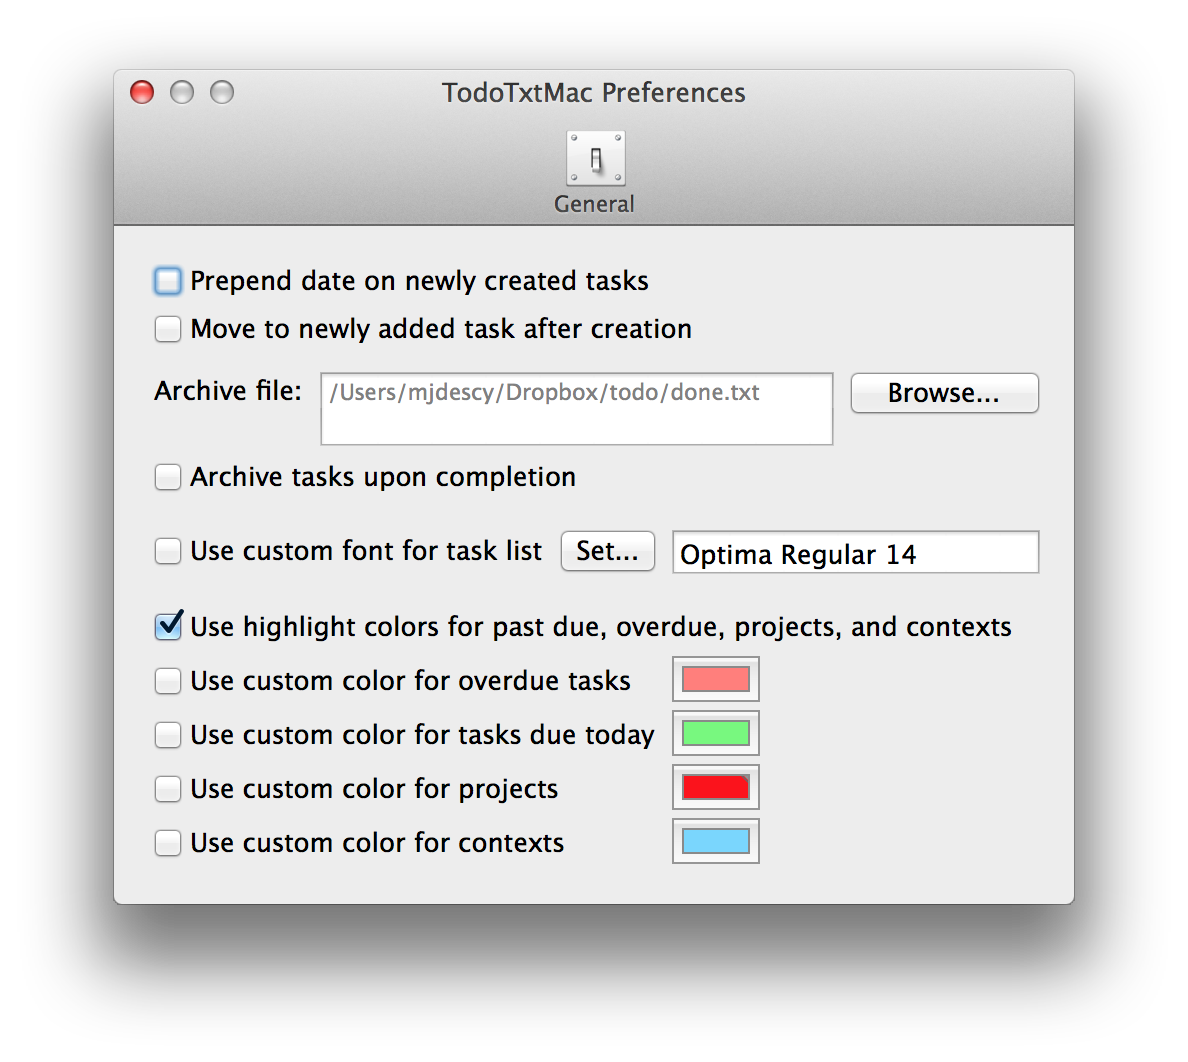 TodoTxtMac Preferences
General
Prepend date on newly created tasks
Move to newly added task after creation
Archive file: /Users/mjdescy/Dropbox/todo/done.txt Browse...
Archive tasks upon completion
Use custom font for task list Set... Optima Regular 14
Use highlight colors for past due, overdue, projects, and contexts
Use custom color for overdue tasks
Use custom color for tasks due today
Use custom color for projects
Use custom color for contexts